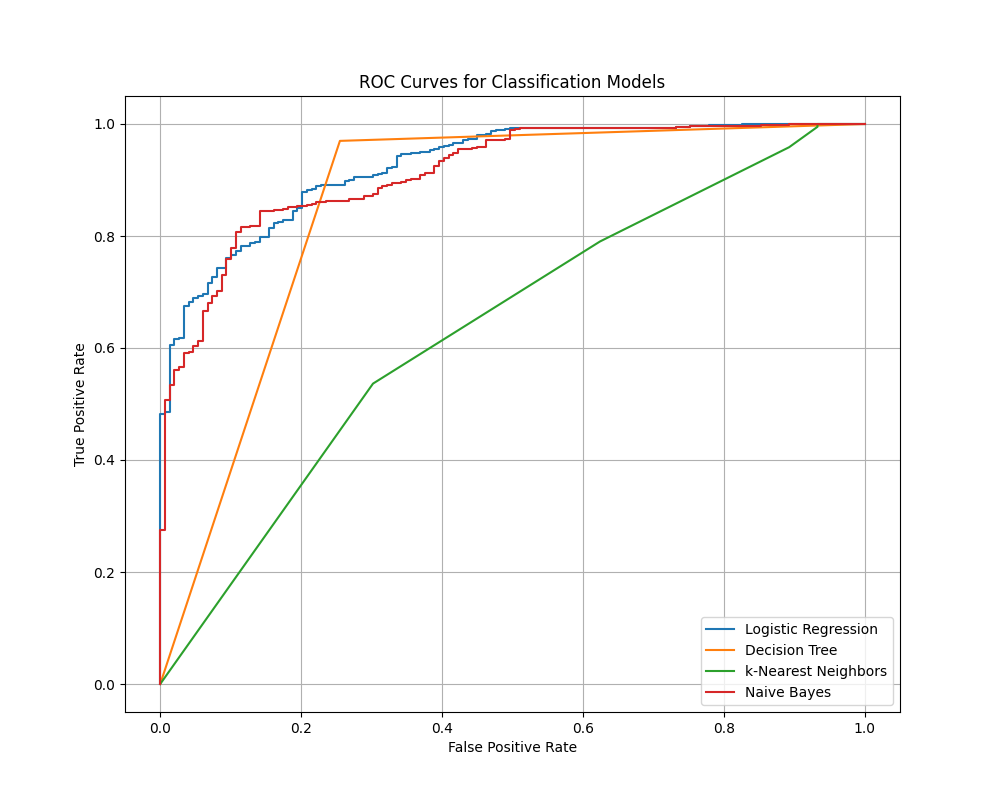 ROC Curves for Classification Models
True Positive Rate
1.0
0.8
0.6
0.4
0.2
0.0
0.0 0.2 0.4 0.6 0.8 1.0
False Positive Rate
Logistic Regression
Decision Tree
k-Nearest Neighbors
Naive Bayes